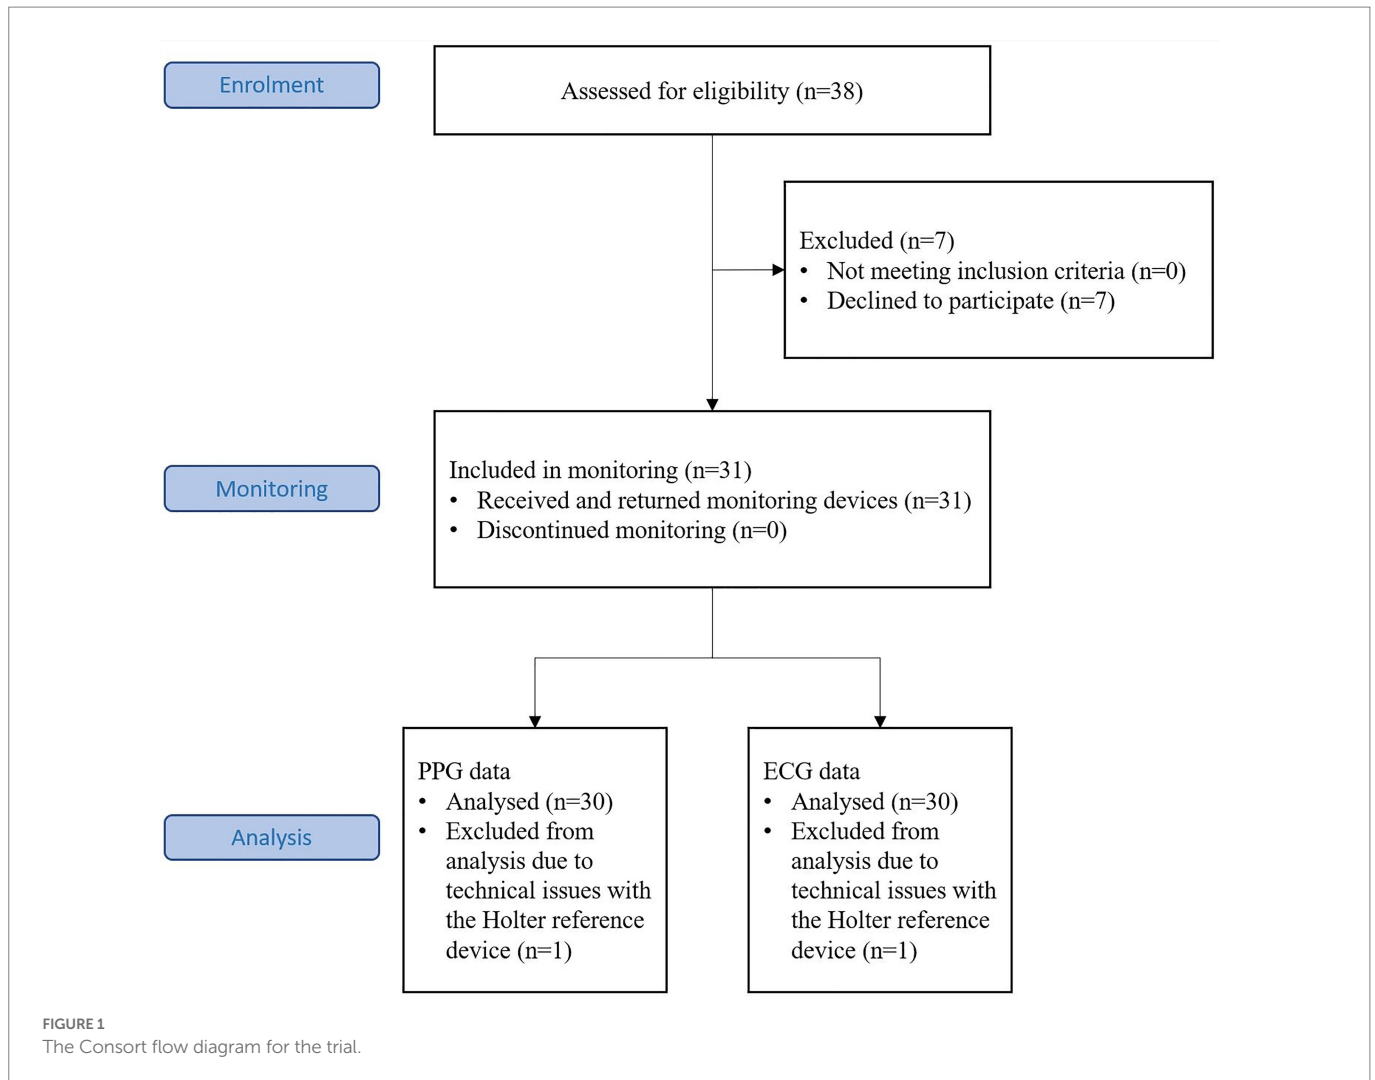 Enrolment
Assessed for eligibility (n=38)
Excluded (n=7)
• Not meeting inclusion criteria (n=0)
• Declined to participate (n=7)
Monitoring
Included in monitoring (n=31)
• Received and returned monitoring devices (n=31)
• Discontinued monitoring (n=0)
Analysis
PPG data
• Analysed (n=30)
• Excluded from
analysis due to
technical issues with
the Holter reference
device (n=1)
ECG data
• Analysed (n=30)
• Excluded from
analysis due to
technical issues with
the Holter reference
device (n=1)
FIGURE 1
The Consort flow diagram for the trial.